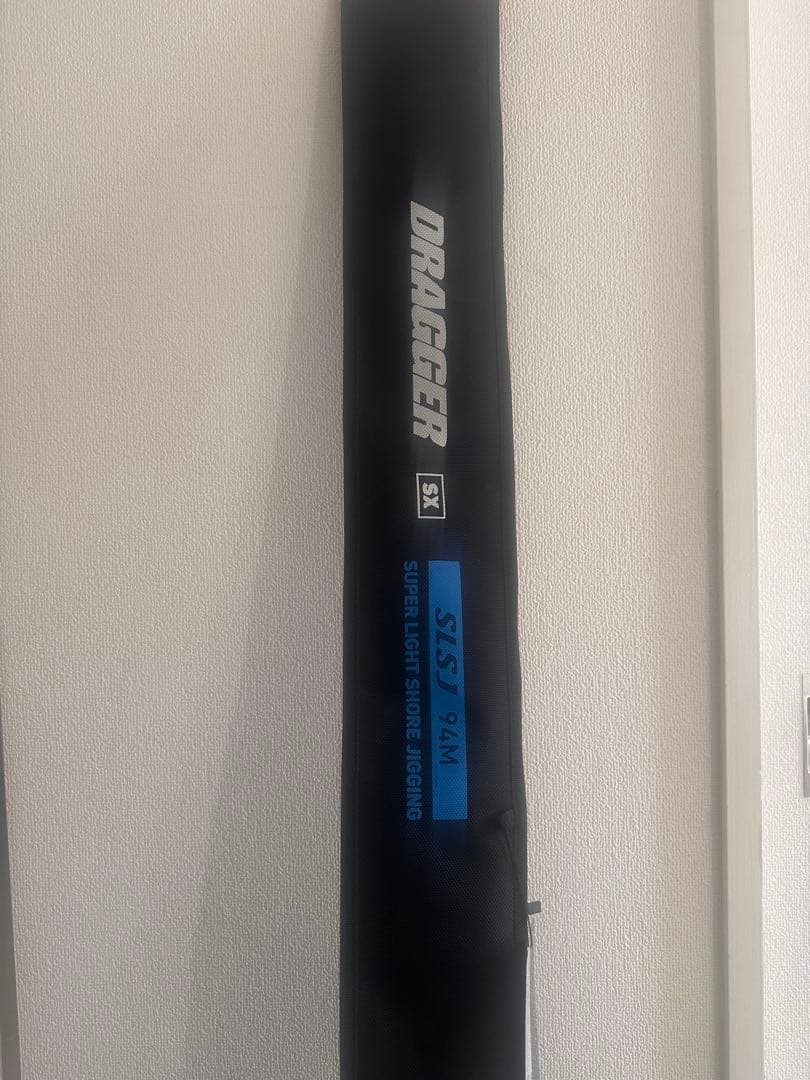 DRAGGER
SX
SLSJ 94M
SUPER LIGHT SHORE JIGGING